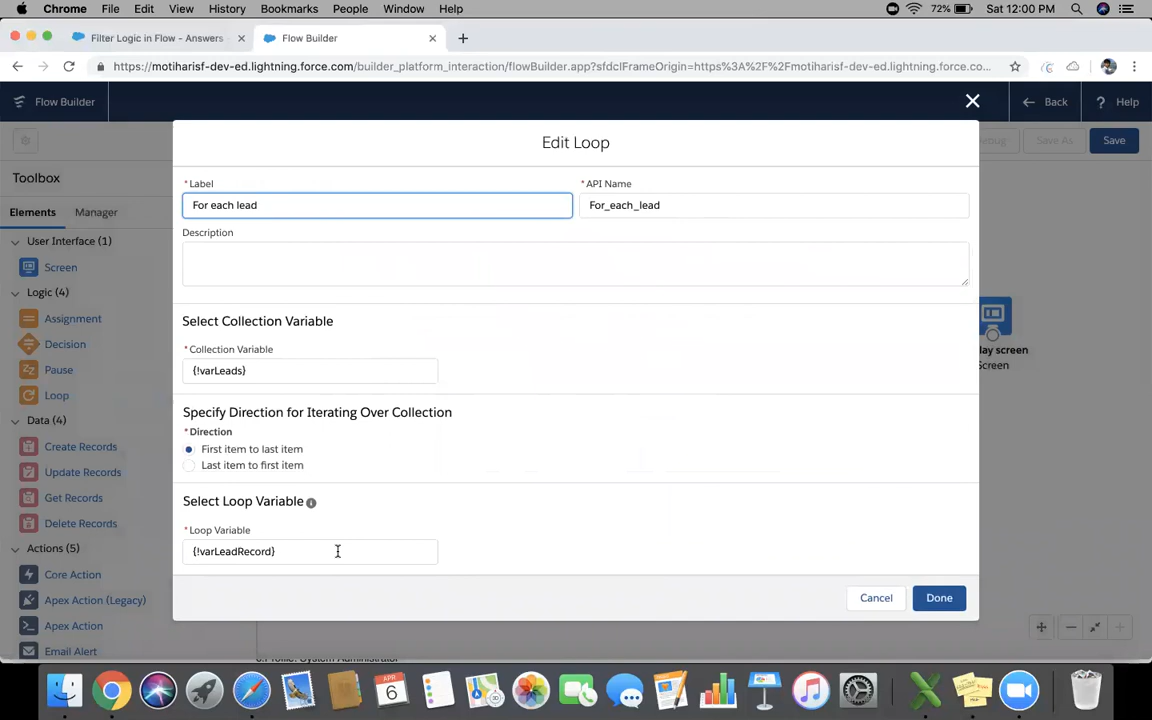 Chrome File Edit View History Bookmarks People Window Help 72% Sat 12:00 PM
Filter Logic in Flow - Answers Flow Builder
https://motiharisf-dev-ed.lightning.force.com/builder_platform_interaction/flowBuilder.app?sfdcIFrameOrigin=https%3A%2F%2Fmotiharisf-dev-ed.lightning.force.co...
Flow Builder Back ? Help
Save As Save
Edit Loop
Toolbox
Elements Manager
User Interface (1)
Screen
Logic (4)
Assignment
Decision
Pause
Loop
Data (4)
Create Records
Update Records
Get Records
Delete Records
Actions (5)
Core Action
Apex Action (Legacy)
Apex Action
Email Alert
* Label * API Name
For each lead For_each_lead
Description
Select Collection Variable
* Collection Variable
{!varLeads}
Specify Direction for Iterating Over Collection
* Direction
First item to last item
Last item to first item
Select Loop Variable
* Loop Variable
{!varLeadRecord}
Cancel Done
lay screen
Screen
APR
6